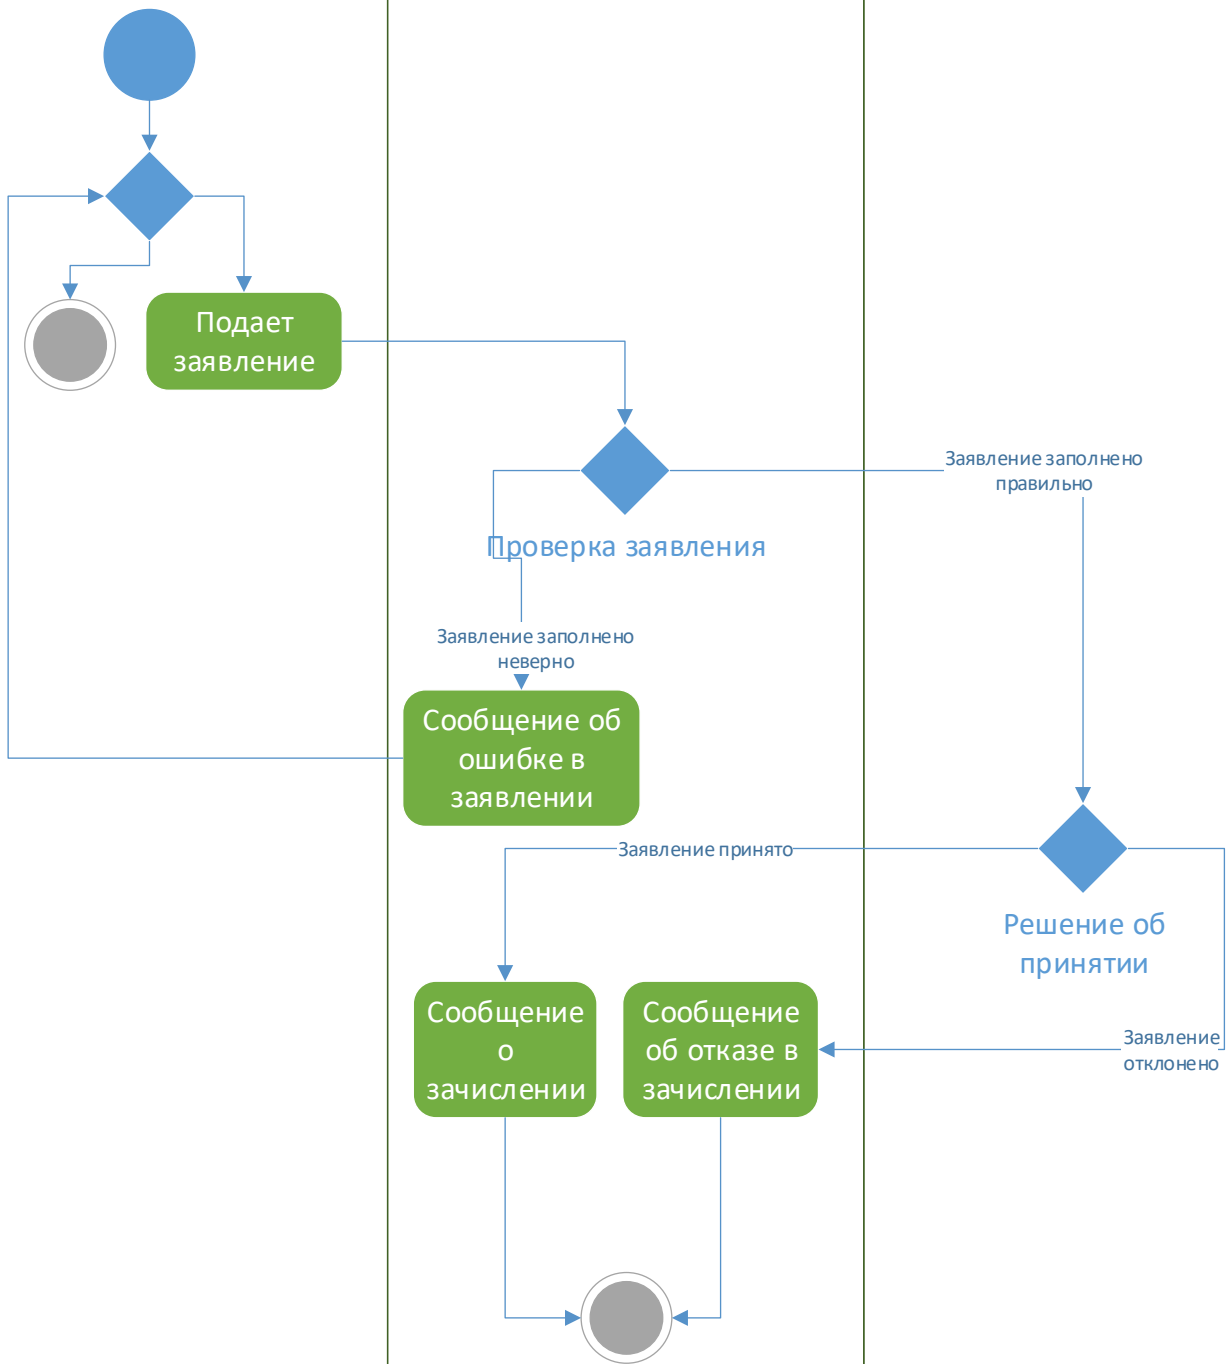 Подает
заявление
Заявление заполнено
правильно
Проверка заявления
Заявление заполнено
неверно
Сообщение об
ошибке в
заявлении
Заявление принято
Решение об
принятии
Сообщение
о
зачислении
Сообщение
об отказе в
зачислении
Заявление
отклонено